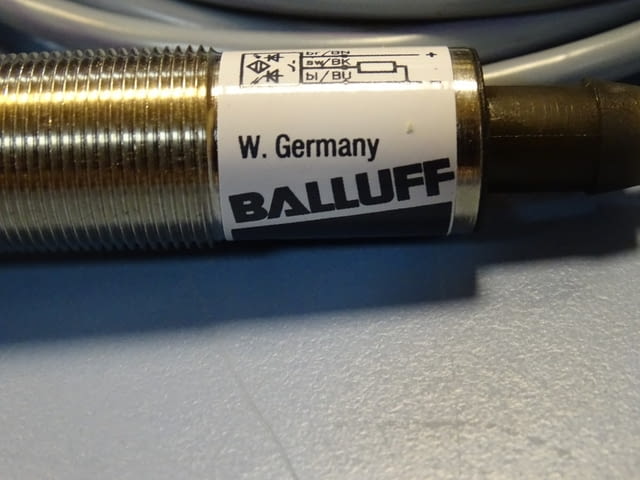 br/BN +
sw/BK
bl/BU
W. Germany
BALLUFF